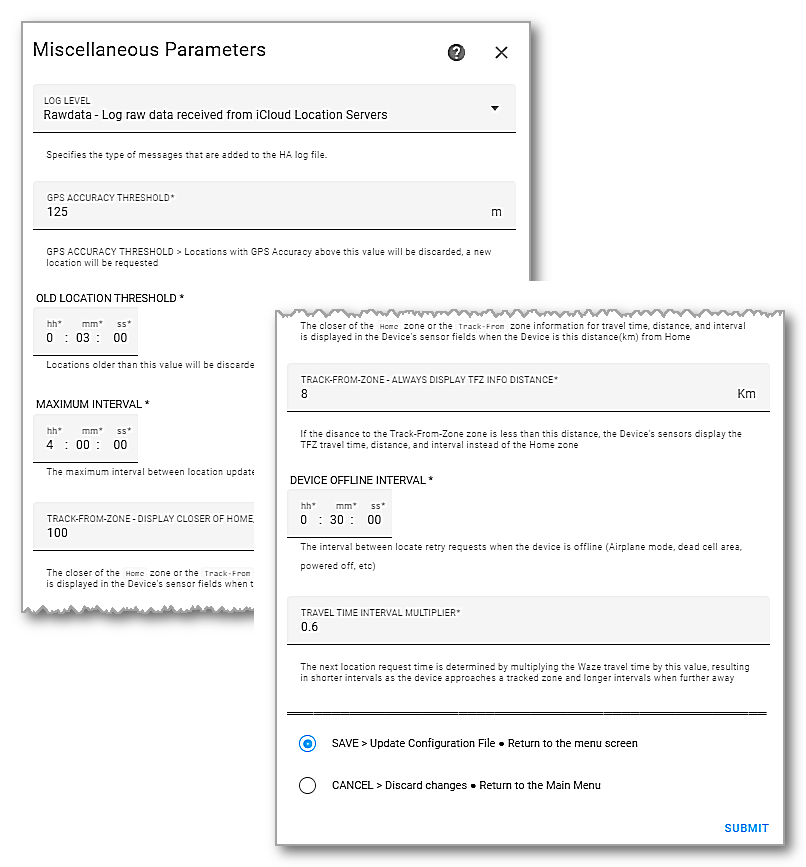 Miscellaneous Parameters
LOG LEVEL
Rawdata - Log raw data received from iCloud Location Servers
Specifies the type of messages that are added to the HA log file.
GPS ACCURACY THRESHOLD*
125 m
GPS ACCURACY THRESHOLD > Locations with GPS Accuracy above this value will be discarded, a new
location will be requested
OLD LOCATION THRESHOLD *
hh* mm* ss*
0 : 03 : 00
Locations older than this value will be discarde
MAXIMUM INTERVAL *
hh* mm* ss*
4 : 00 : 00
The maximum interval between location update
TRACK-FROM-ZONE - DISPLAY CLOSER OF HOME,
100
The closer of the Home zone or the Track-From
is displayed in the Device's sensor fields when t
The closer of the Home zone or the Track-From zone information for travel time, distance, and interval
is displayed in the Device's sensor fields when the Device is this distance(km) from Home
TRACK-FROM-ZONE - ALWAYS DISPLAY TFZ INFO DISTANCE*
8 Km
If the disance to the Track-From-Zone zone is less than this distance, the Device's sensors display the
TFZ travel time, distance, and interval instead of the Home zone
DEVICE OFFLINE INTERVAL *
hh* mm* ss*
0 : 30 : 00
The interval between locate retry requests when the device is offline (Airplane mode, dead cell area,
powered off, etc)
TRAVEL TIME INTERVAL MULTIPLIER*
0.6
The next location request time is determined by multiplying the Waze travel time by this value, resulting
in shorter intervals as the device approaches a tracked zone and longer intervals when further away
SAVE > Update Configuration File ● Return to the menu screen
CANCEL > Discard changes ● Return to the Main Menu
SUBMIT